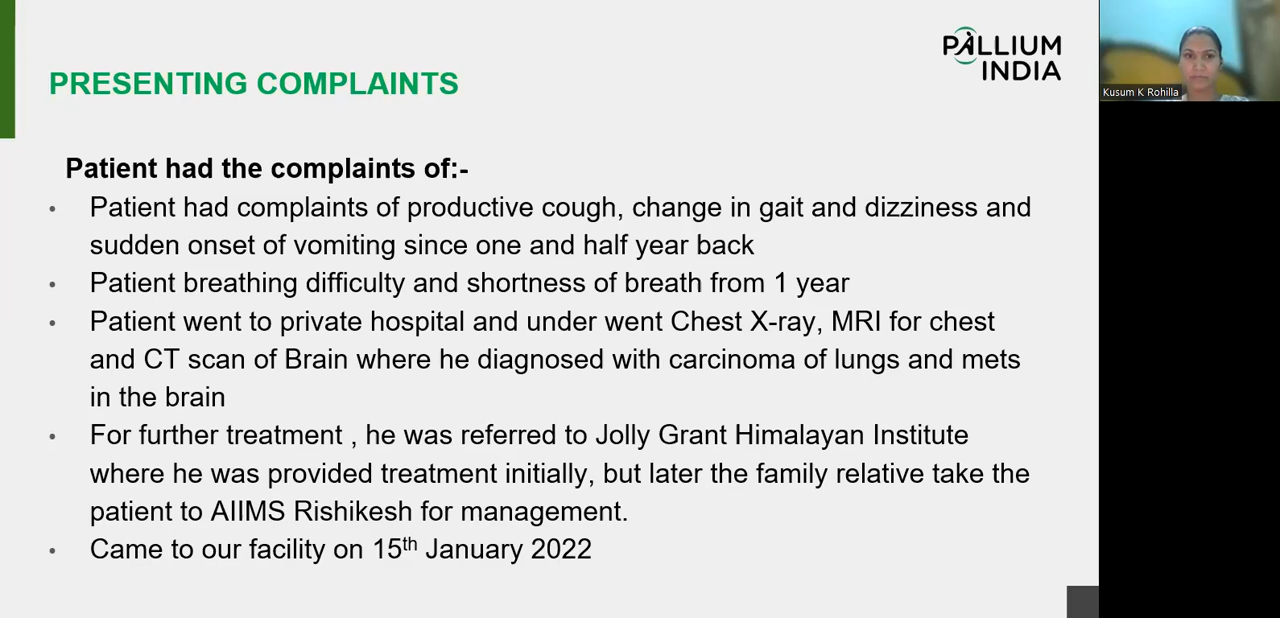 PALLIUM
INDIA
PRESENTING COMPLAINTS
Kusum K Rohilla
Patient had the complaints of:-
• Patient had complaints of productive cough, change in gait and dizziness and
sudden onset of vomiting since one and half year back
• Patient breathing difficulty and shortness of breath from 1 year
• Patient went to private hospital and under went Chest X-ray, MRI for chest
and CT scan of Brain where he diagnosed with carcinoma of lungs and mets
in the brain
• For further treatment , he was referred to Jolly Grant Himalayan Institute
where he was provided treatment initially, but later the family relative take the
patient to AIIMS Rishikesh for management.
• Came to our facility on 15th January 2022